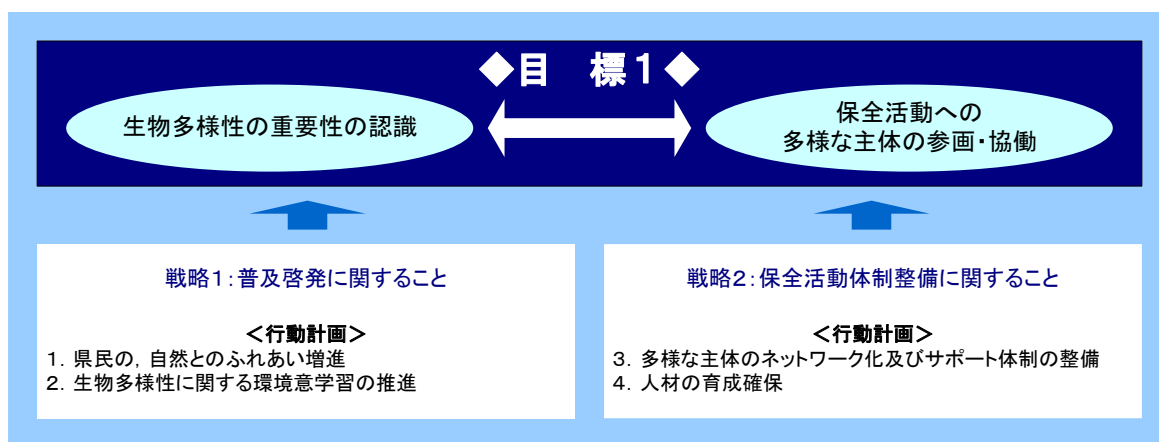 ◆目　標１◆
生物多様性の重要性の認識
保全活動への
多様な主体の参画・協働
戦略１：普及啓発に関すること
＜行動計画＞
１．県民の，自然とのふれあい増進
２．生物多様性に関する環境意学習の推進
戦略２：保全活動体制整備に関すること
＜行動計画＞
３．多様な主体のネットワーク化及びサポート体制の整備
４．人材の育成確保